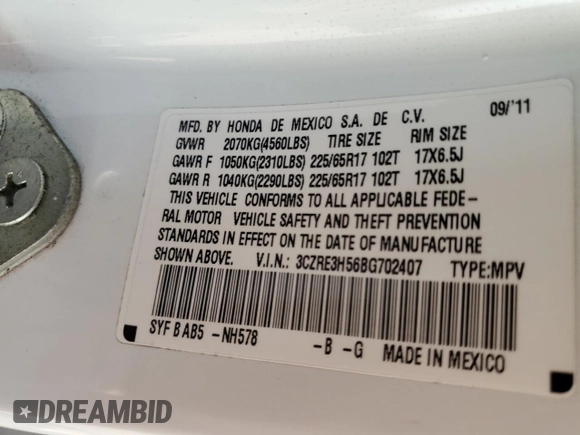 MFD. BY HONDA DE MEXICO S.A. DE C.V. 09/'11
GVWR 2070KG(4560LBS) TIRE SIZE RIM SIZE
GAWR F 1050KG(2310LBS) 225/65R17 102T 17X6.5J
GAWR R 1040KG(2290LBS) 225/65R17 102T 17X6.5J
THIS VEHICLE CONFORMS TO ALL APPLICABLE FEDE-
RAL MOTOR VEHICLE SAFETY AND THEFT PREVENTION
STANDARDS IN EFFECT ON THE DATE OF MANUFACTURE
SHOWN ABOVE. V.I.N.: 3CZRE3H56BG702407 TYPE:MPV
SYF B AB5 -NH578 -B -G MADE IN MEXICO
DREAMBID